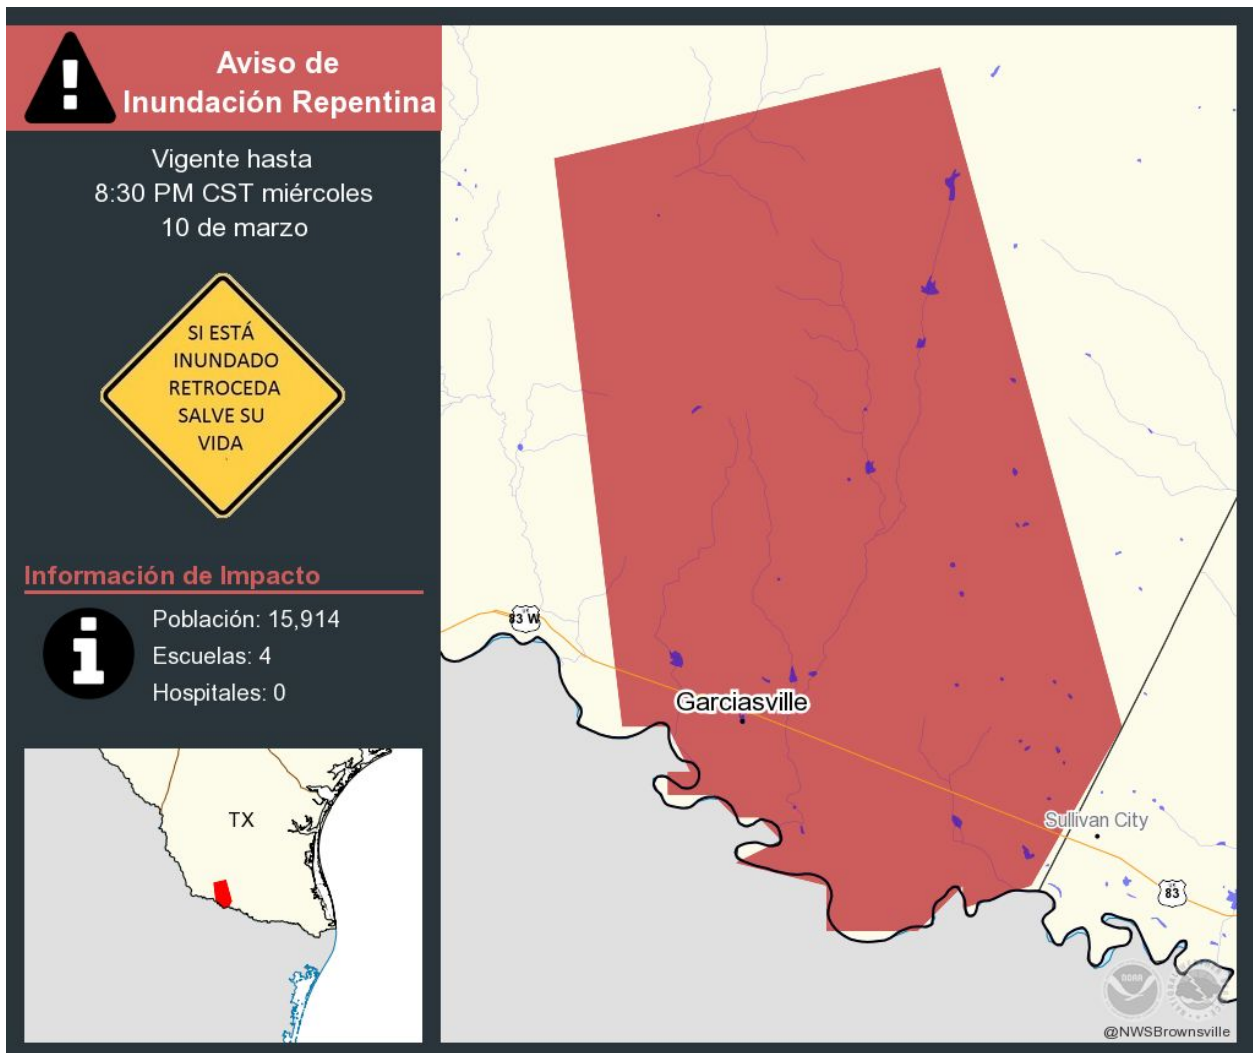 Aviso de
Inundación Repentina
Vigente hasta
8:30 PM CST miércoles
10 de marzo
SI ESTÁ
INUNDADO
RETROCEDA
SALVE SU
VIDA
Información de Impacto
Población: 15,914
Escuelas: 4
Hospitales: 0
TX
83 W
Garciasville
Sullivan City
83
NOAA
@NWSBrownsville